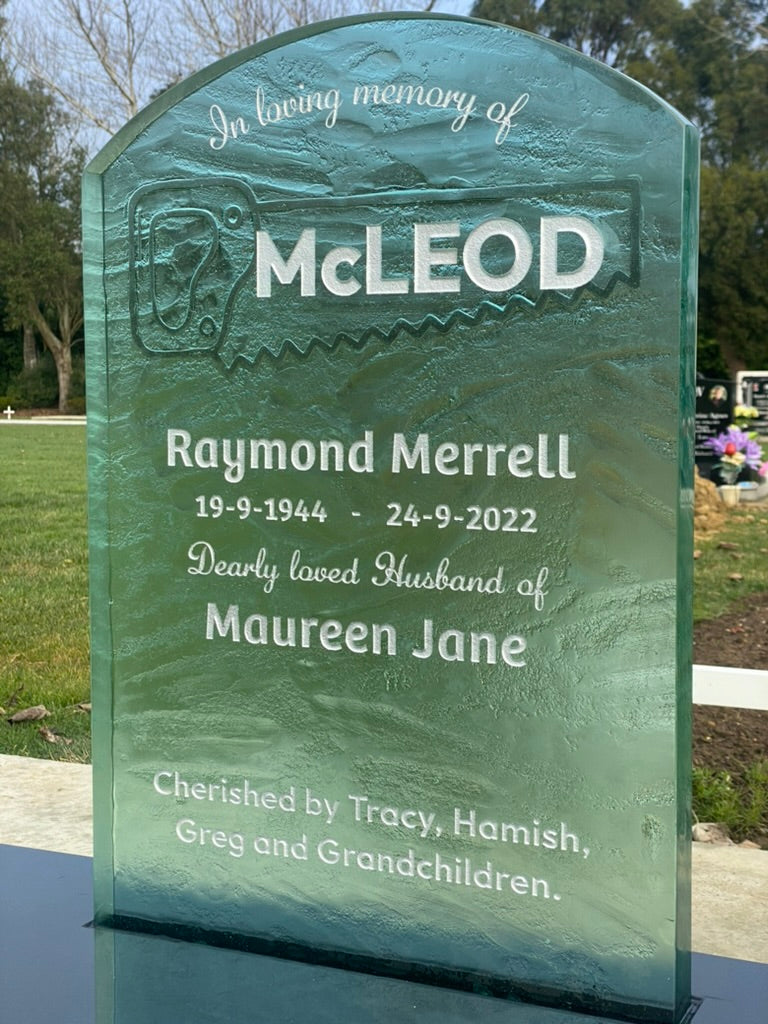 In loving memory of
McLEOD
Raymond Merrell
19-9-1944 - 24-9-2022
Dearly loved Husband of
Maureen Jane
Cherished by Tracy, Hamish,
Greg and Grandchildren.